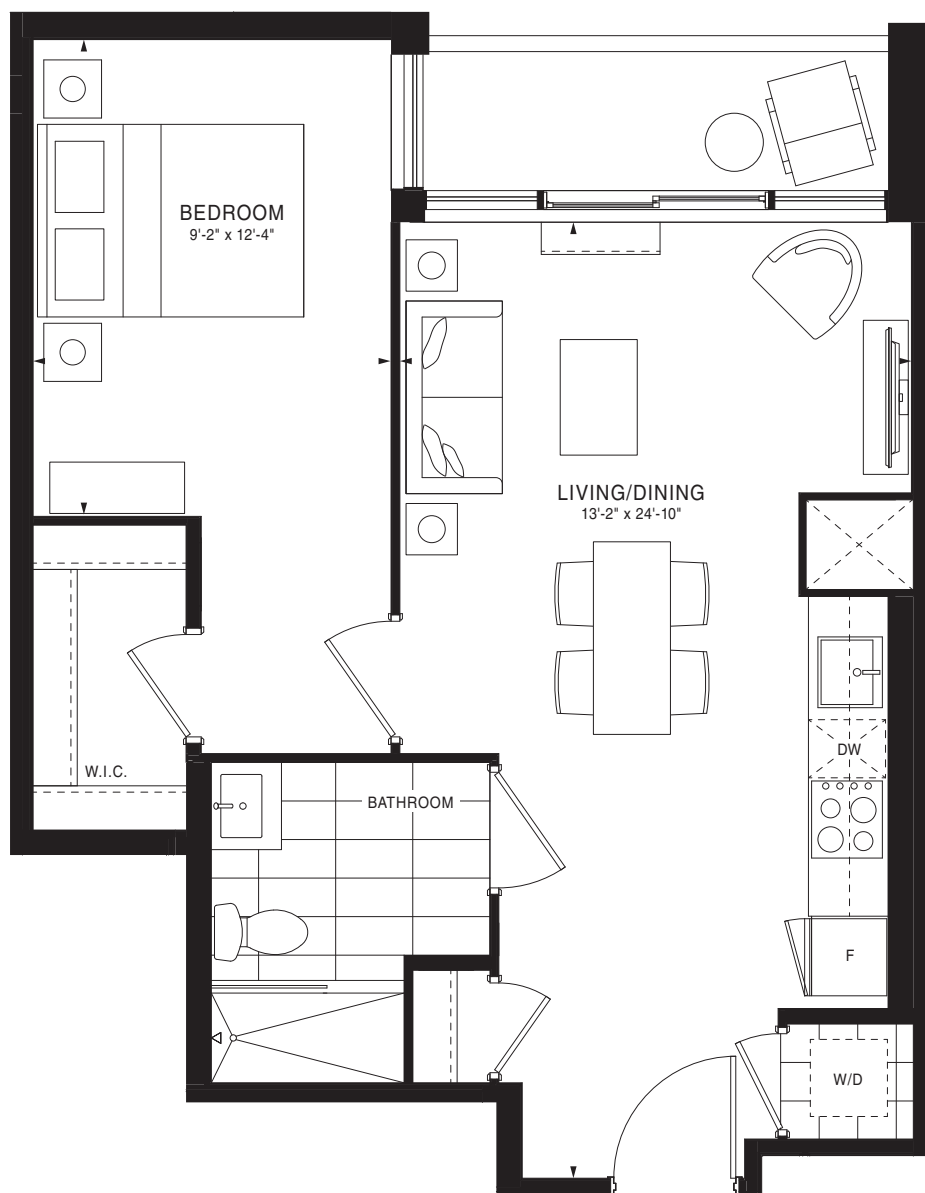 BEDROOM
9'-2" x 12'-4"
LIVING/DINING
13'-2" x 24'-10"
DW
W.I.C.
BATHROOM
F
W/D